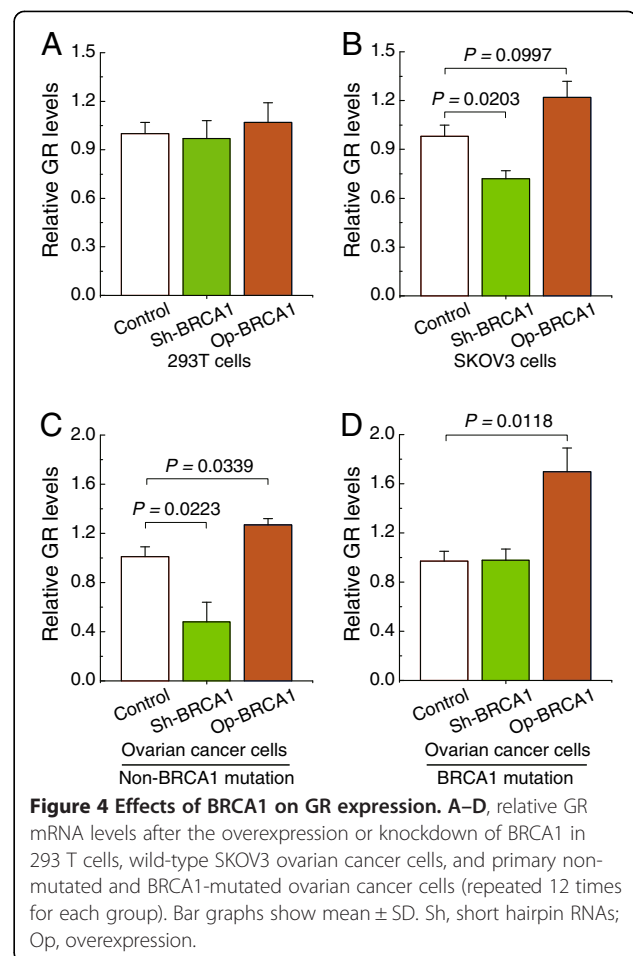 A
Relative GR levels
1.5
1.2
0.9
0.6
0.3
0.0
Control
Sh-BRCA1
Op-BRCA1
293T cells
B
Relative GR levels
1.5
1.2
0.9
0.6
0.3
0.0
P = 0.0997
P = 0.0203
Control
Sh-BRCA1
Op-BRCA1
SKOV3 cells
C
Relative GR levels
2.0
1.6
1.2
0.8
0.4
0.0
P = 0.0339
P = 0.0223
Control
Sh-BRCA1
Op-BRCA1
Ovarian cancer cells
Non-BRCA1 mutation
D
Relative GR levels
2.0
1.6
1.2
0.8
0.4
0.0
P = 0.0118
Control
Sh-BRCA1
Op-BRCA1
Ovarian cancer cells
BRCA1 mutation
Figure 4 Effects of BRCA1 on GR expression. A–D, relative GR
mRNA levels after the overexpression or knockdown of BRCA1 in
293 T cells, wild-type SKOV3 ovarian cancer cells, and primary non-
mutated and BRCA1-mutated ovarian cancer cells (repeated 12 times
for each group). Bar graphs show mean ± SD. Sh, short hairpin RNAs;
Op, overexpression.